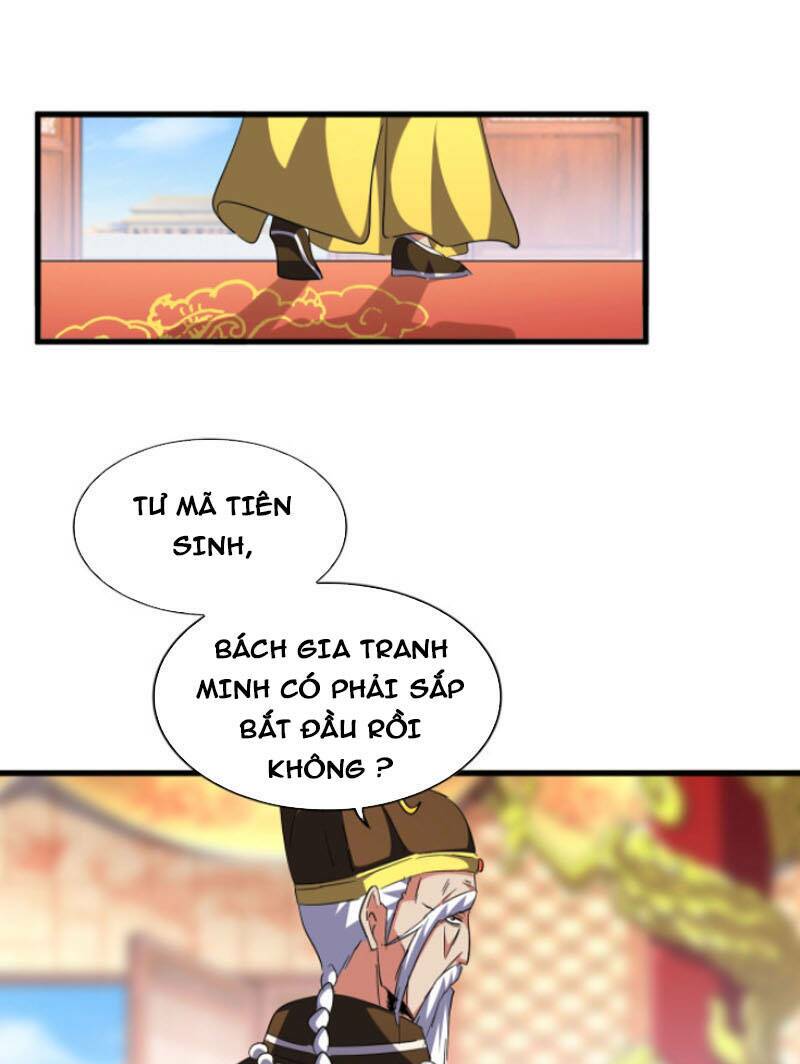 TƯ MÃ TIÊN
SINH,
BÁCH GIA TRANH
MINH CÓ PHẢI SẮP
BẮT ĐẦU RỒI
KHÔNG ?